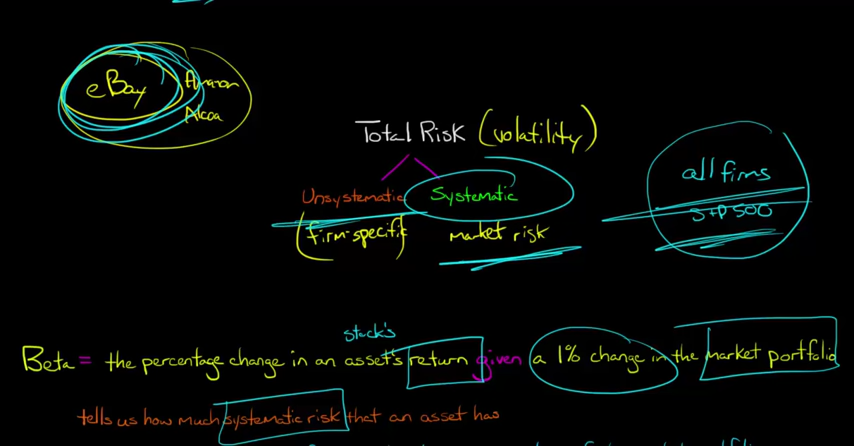 eBay Amazon
Alcoa
Total Risk (volatility)
Unsystematic Systematic
(firm-specific) market risk
all firms
S+P 500
stock's
Beta = the percentage change in an asset's return given a 1% change in the market portfolio
tells us how much systematic risk that an asset has